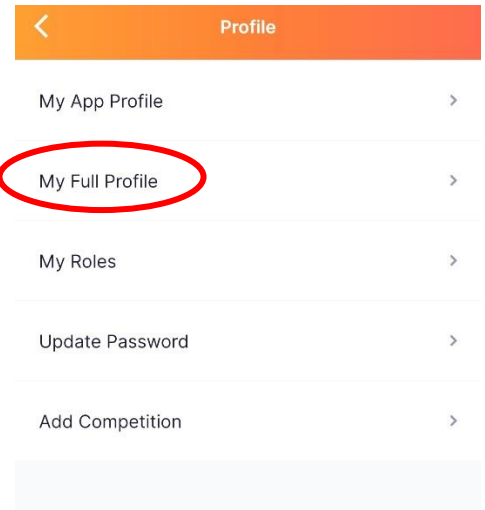 Profile
My App Profile
My Full Profile
My Roles
Update Password
Add Competition